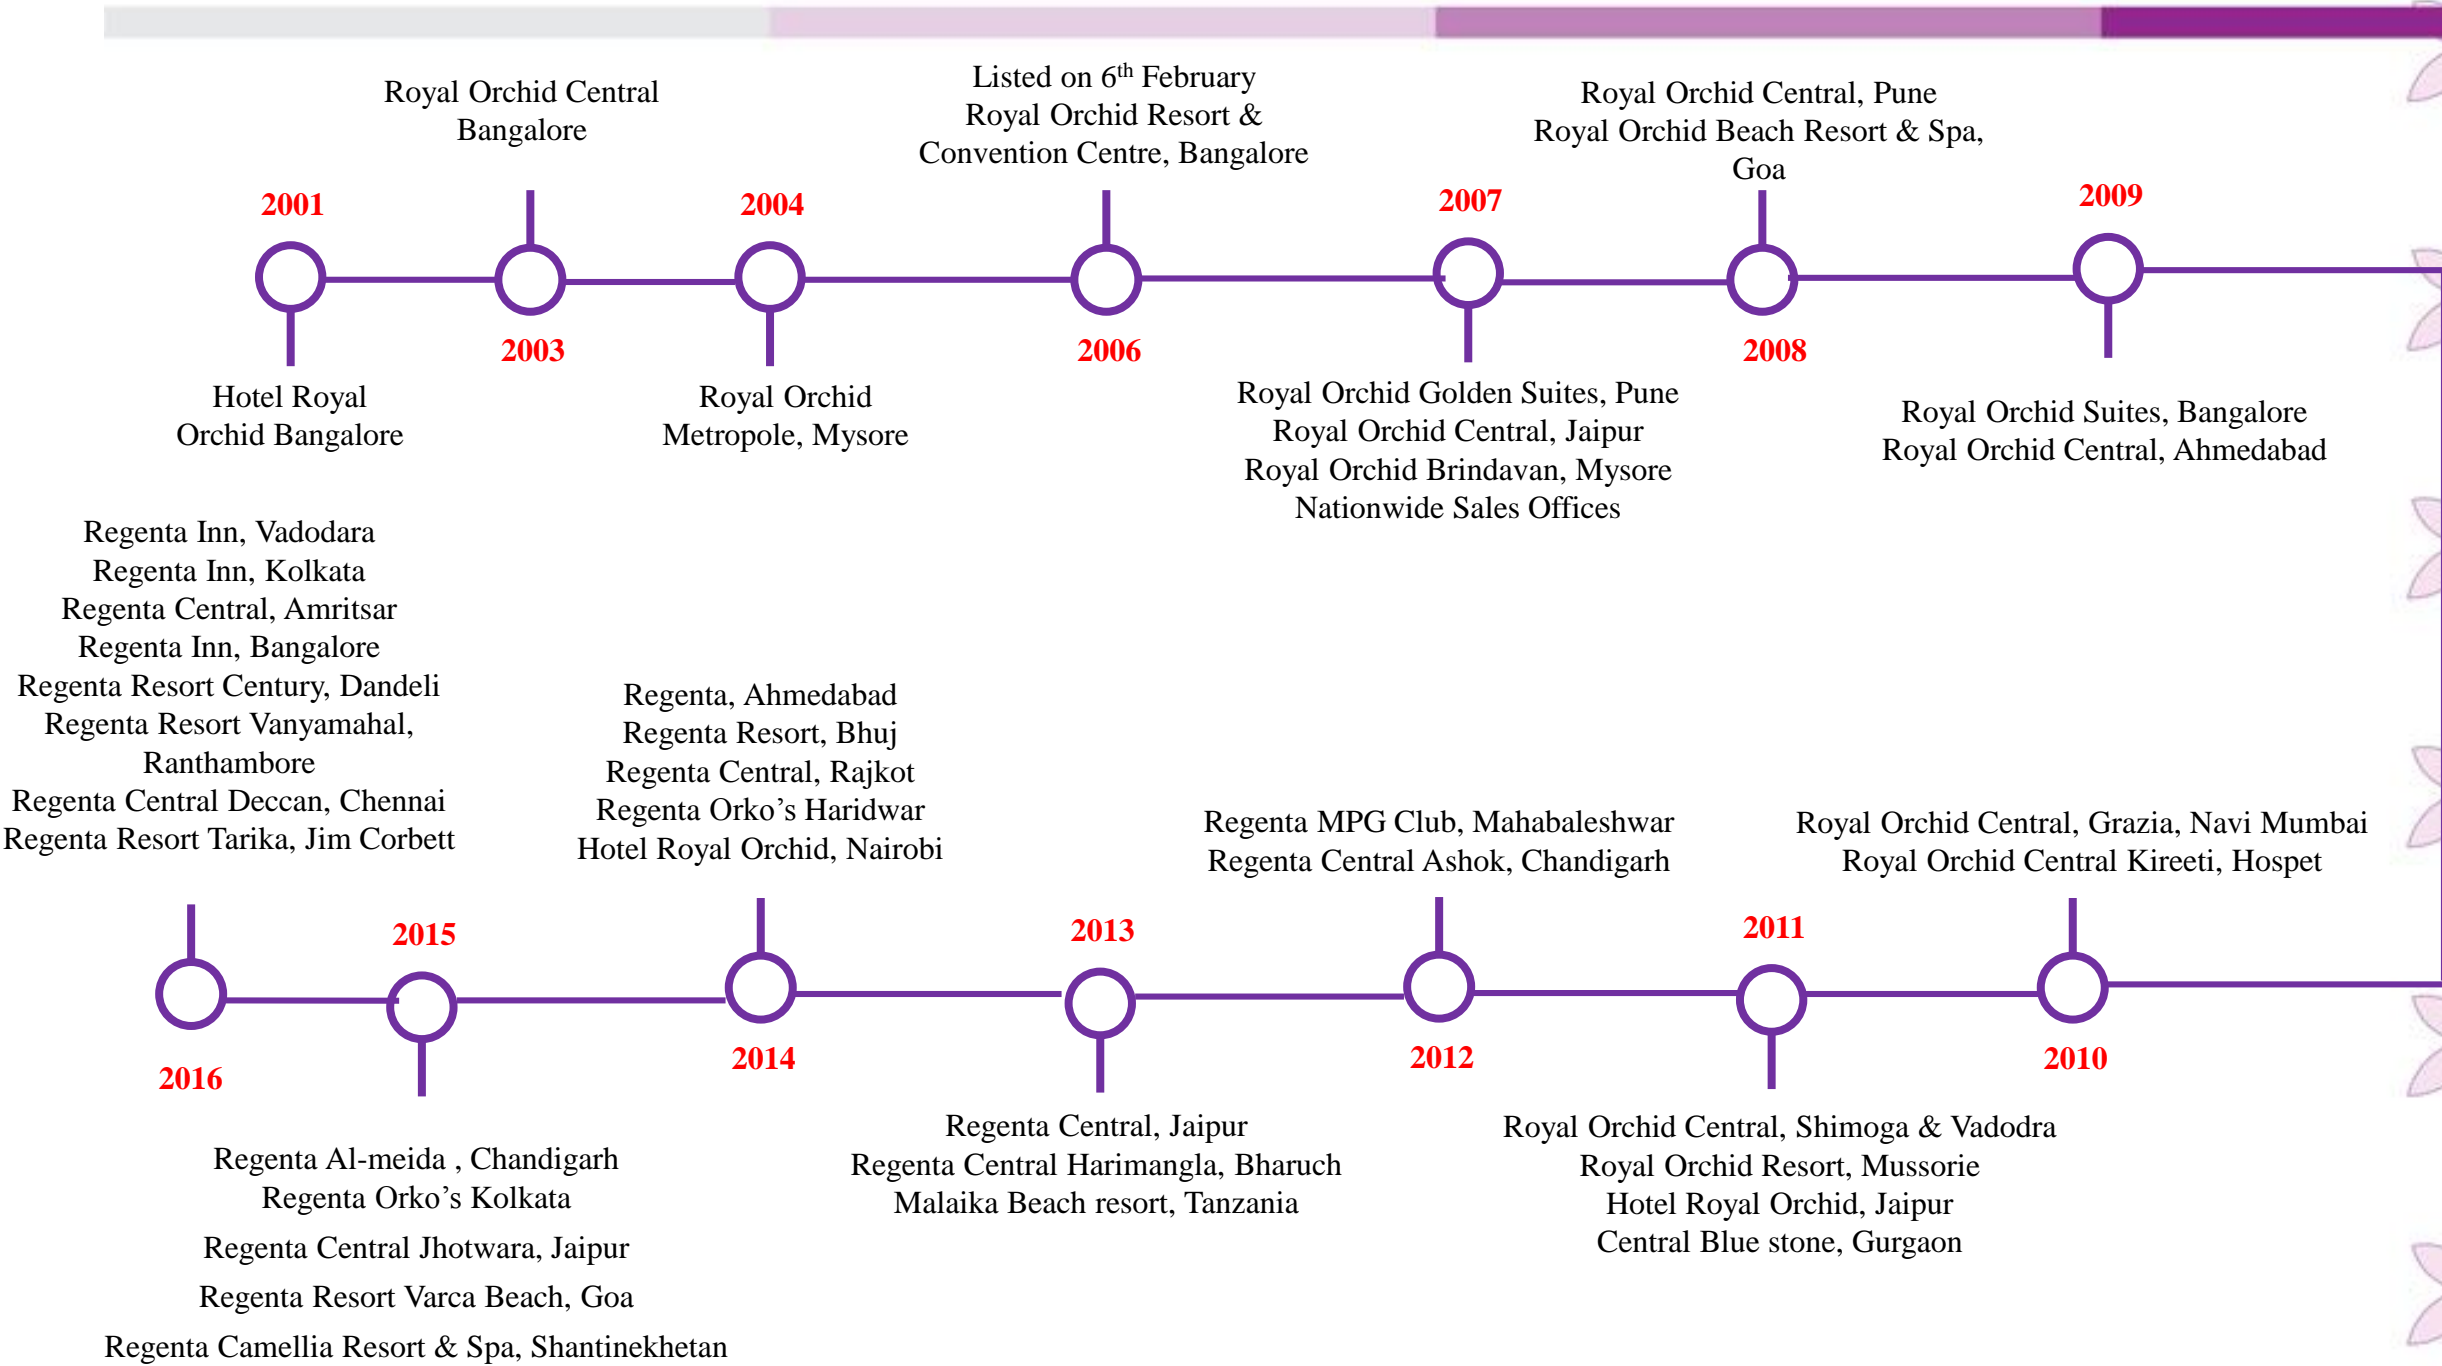 Royal Orchid Central
Bangalore
Listed on 6th February
Royal Orchid Resort &
Convention Centre, Bangalore
Royal Orchid Central, Pune
Royal Orchid Beach Resort & Spa,
Goa
2001
2004
2007
2009
2003
2006
2008
Hotel Royal
Orchid Bangalore
Royal Orchid
Metropole, Mysore
Royal Orchid Golden Suites, Pune
Royal Orchid Central, Jaipur
Royal Orchid Brindavan, Mysore
Nationwide Sales Offices
Royal Orchid Suites, Bangalore
Royal Orchid Central, Ahmedabad
Regenta Inn, Vadodara
Regenta Inn, Kolkata
Regenta Central, Amritsar
Regenta Inn, Bangalore
Regenta Resort Century, Dandeli
Regenta Resort Vanyamahal,
Ranthambore
Regenta Central Deccan, Chennai
Regenta Resort Tarika, Jim Corbett
Regenta, Ahmedabad
Regenta Resort, Bhuj
Regenta Central, Rajkot
Regenta Orko’s Haridwar
Hotel Royal Orchid, Nairobi
Regenta MPG Club, Mahabaleshwar
Regenta Central Ashok, Chandigarh
Royal Orchid Central, Grazia, Navi Mumbai
Royal Orchid Central Kireeti, Hospet
2015
2013
2011
2016
2014
2012
2010
Regenta Al-meida , Chandigarh
Regenta Orko’s Kolkata
Regenta Central Jhotwara, Jaipur
Regenta Resort Varca Beach, Goa
Regenta Camellia Resort & Spa, Shantinekhetan
Regenta Central, Jaipur
Regenta Central Harimangla, Bharuch
Malaika Beach resort, Tanzania
Royal Orchid Central, Shimoga & Vadodra
Royal Orchid Resort, Mussorie
Hotel Royal Orchid, Jaipur
Central Blue stone, Gurgaon